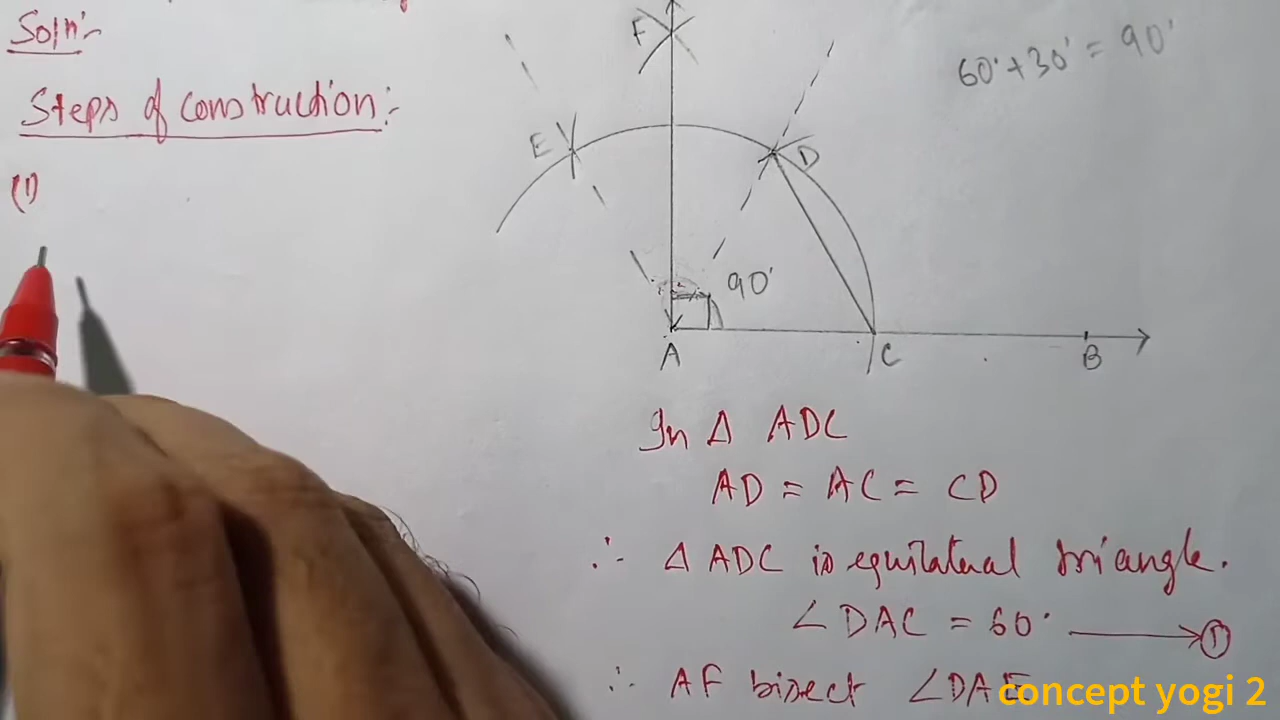 Soln:-
Steps of construction:-
(1)
F
60°+30° = 90°
E
D
90°
A
C
B
In Δ ADC
AD = AC = CD
∴ Δ ADC is equilateral triangle.
∠DAC = 60° → ①
∴ AF bisect ∠DAE
concept yogi 2